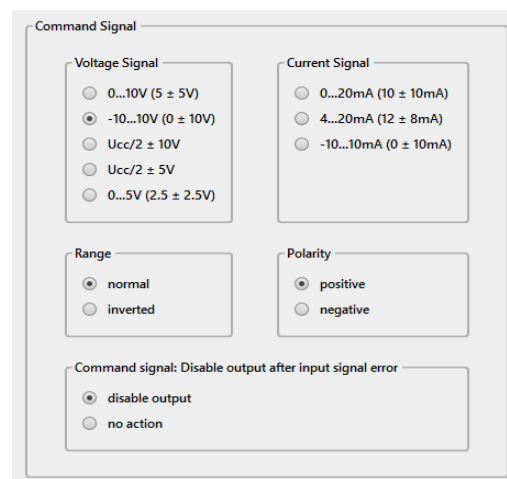 Command Signal
Voltage Signal
0...10V (5 ± 5V)
-10...10V (0 ± 10V)
Ucc/2 ± 10V
Ucc/2 ± 5V
0...5V (2.5 ± 2.5V)
Current Signal
0...20mA (10 ± 10mA)
4...20mA (12 ± 8mA)
-10...10mA (0 ± 10mA)
Range
normal
inverted
Polarity
positive
negative
Command signal: Disable output after input signal error
disable output
no action